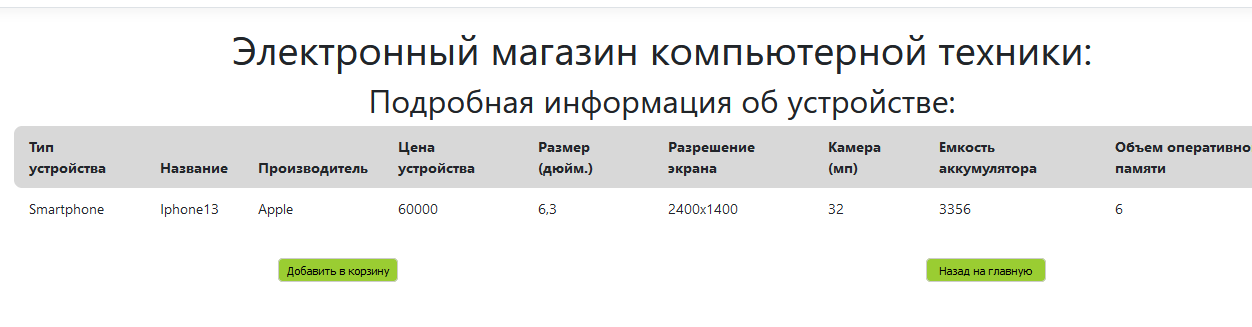 Электронный магазин компьютерной техники:
Подробная информация об устройстве:
Тип устройства Название Производитель Цена устройства Размер (дюйм.) Разрешение экрана Камера (мп) Емкость аккумулятора Объем оперативно памяти
Smartphone Iphone13 Apple 60000 6,3 2400x1400 32 3356 6
Добавить в корзину Назад на главную